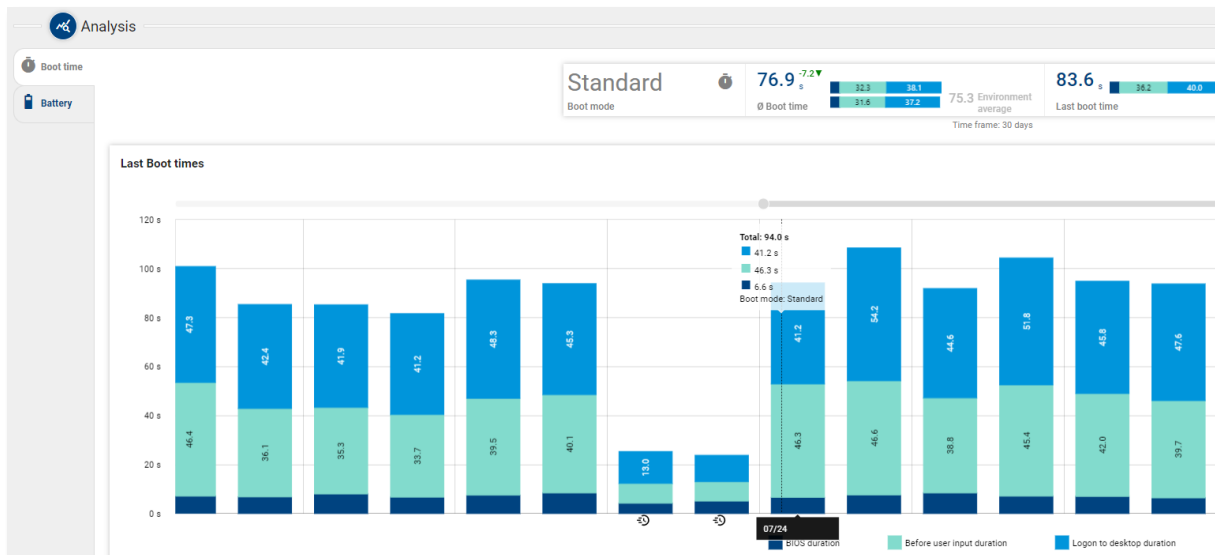 Analysis
Boot time
Battery
Standard
Boot mode
76.9 s -7.2▼
Ø Boot time
32.3 38.1
31.6 37.2
75.3 Environment
average
83.6 s
Last boot time
36.2 40.0
Time frame: 30 days
Last Boot times
120 s
100 s
80 s
60 s
40 s
20 s
0 s
47.3
46.4
42.4
36.1
41.9
35.3
41.2
33.7
48.3
39.5
45.3
40.1
13.0
Total: 94.0 s
41.2 s
46.3 s
6.6 s
Boot mode: Standard
41.2
46.3
54.2
46.6
44.6
38.8
51.8
45.4
45.8
42.0
47.6
39.7
07/24
BIOS duration
Before user input duration
Logon to desktop duration